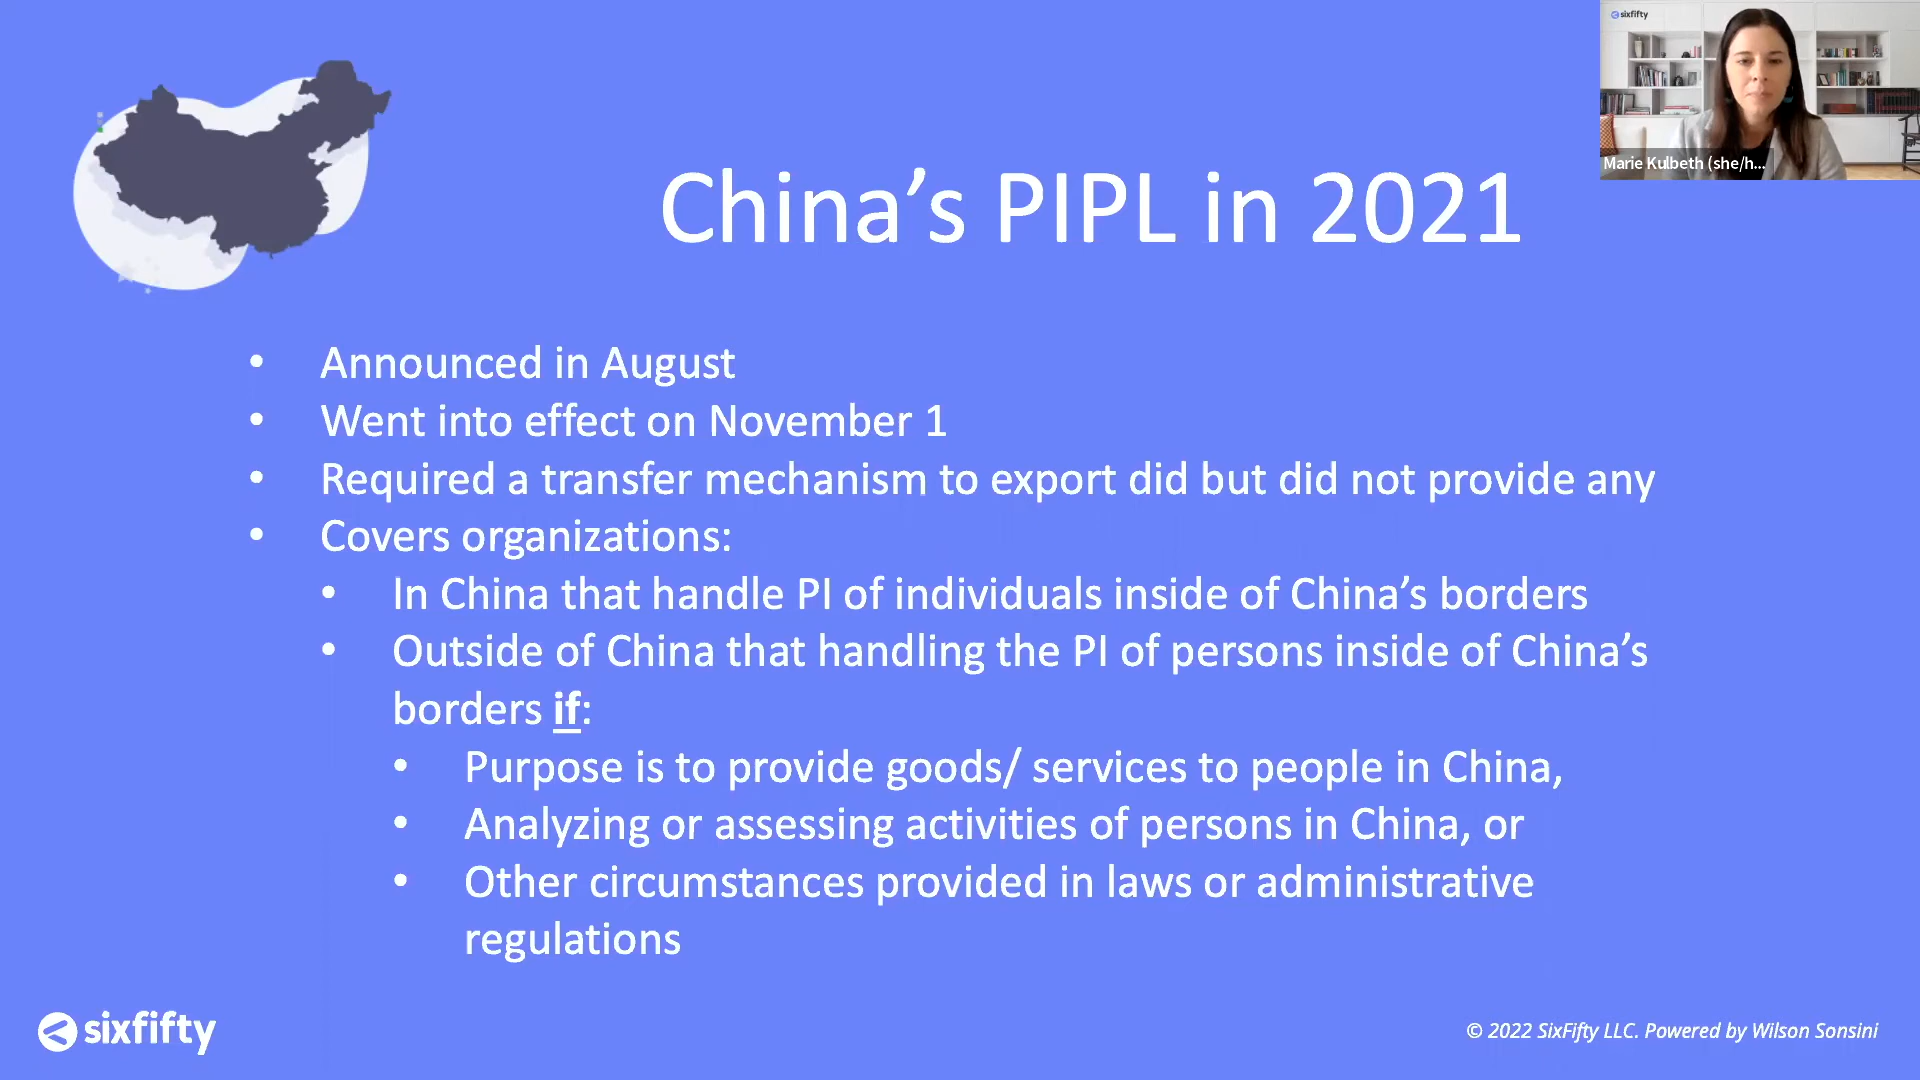 sixfifty
Marie Kulbeth (she/h...
China’s PIPL in 2021
• Announced in August
• Went into effect on November 1
• Required a transfer mechanism to export did but did not provide any
• Covers organizations:
• In China that handle PI of individuals inside of China’s borders
• Outside of China that handling the PI of persons inside of China’s
borders if:
• Purpose is to provide goods/ services to people in China,
• Analyzing or assessing activities of persons in China, or
• Other circumstances provided in laws or administrative
regulations
sixfifty
© 2022 SixFifty LLC. Powered by Wilson Sonsini